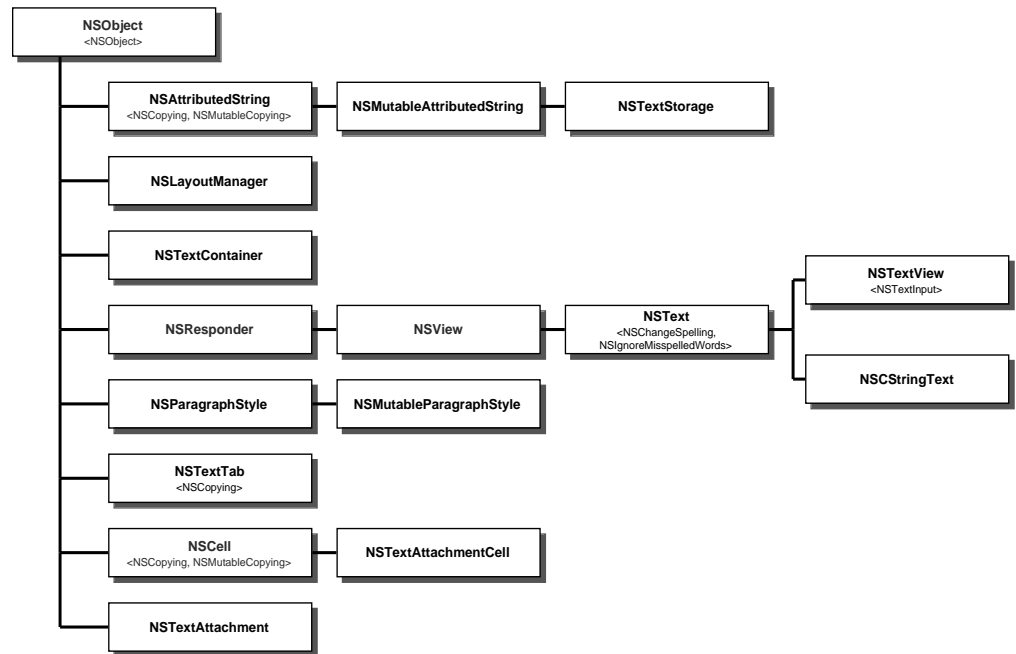 NSObject
<NSObject>
NSAttributedString
<NSCopying, NSMutableCopying>
NSMutableAttributedString
NSTextStorage
NSLayoutManager
NSTextContainer
NSTextView
<NSTextInput>
NSResponder
NSView
NSText
<NSChangeSpelling,
NSIgnoreMisspelledWords>
NSCStringText
NSParagraphStyle
NSMutableParagraphStyle
NSTextTab
<NSCopying>
NSCell
<NSCopying, NSMutableCopying>
NSTextAttachmentCell
NSTextAttachment